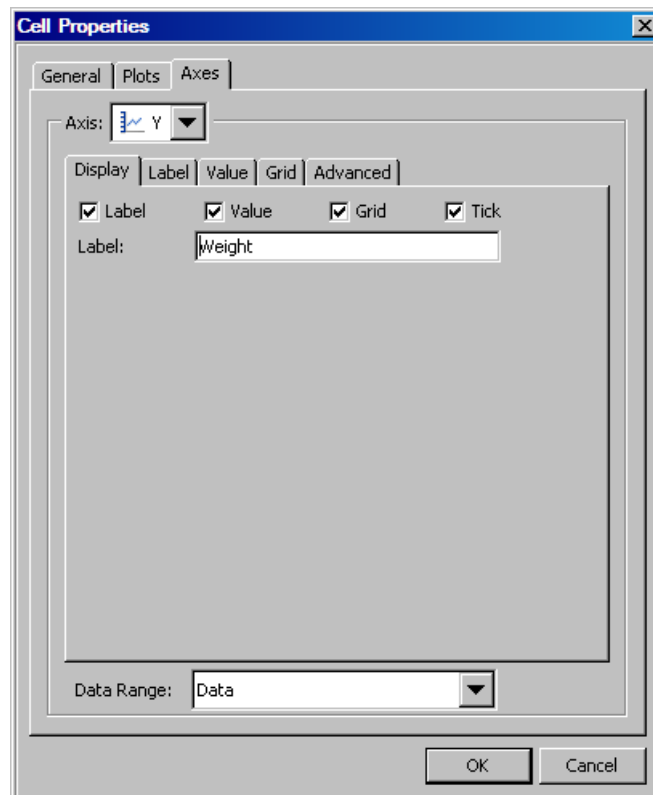 Cell Properties
General Plots Axes
Axis: Y
Display Label Value Grid Advanced
Label Value Grid Tick
Label: Weight
Data Range: Data
OK Cancel